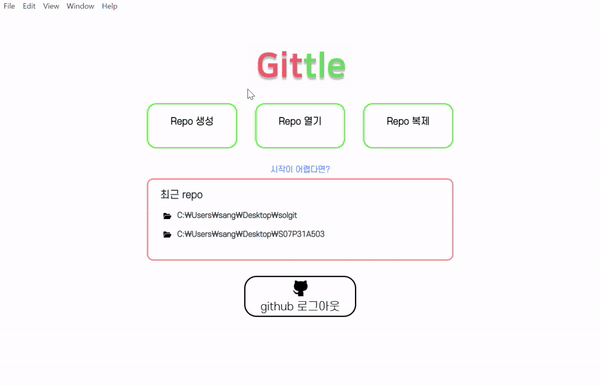 File Edit View Window Help
Gittle
Repo 생성 Repo 열기 Repo 복제
시작이 어렵다면?
최근 repo
C:₩Users₩sang₩Desktop₩solgit
C:₩Users₩sang₩Desktop₩S07P31A503
github 로그아웃